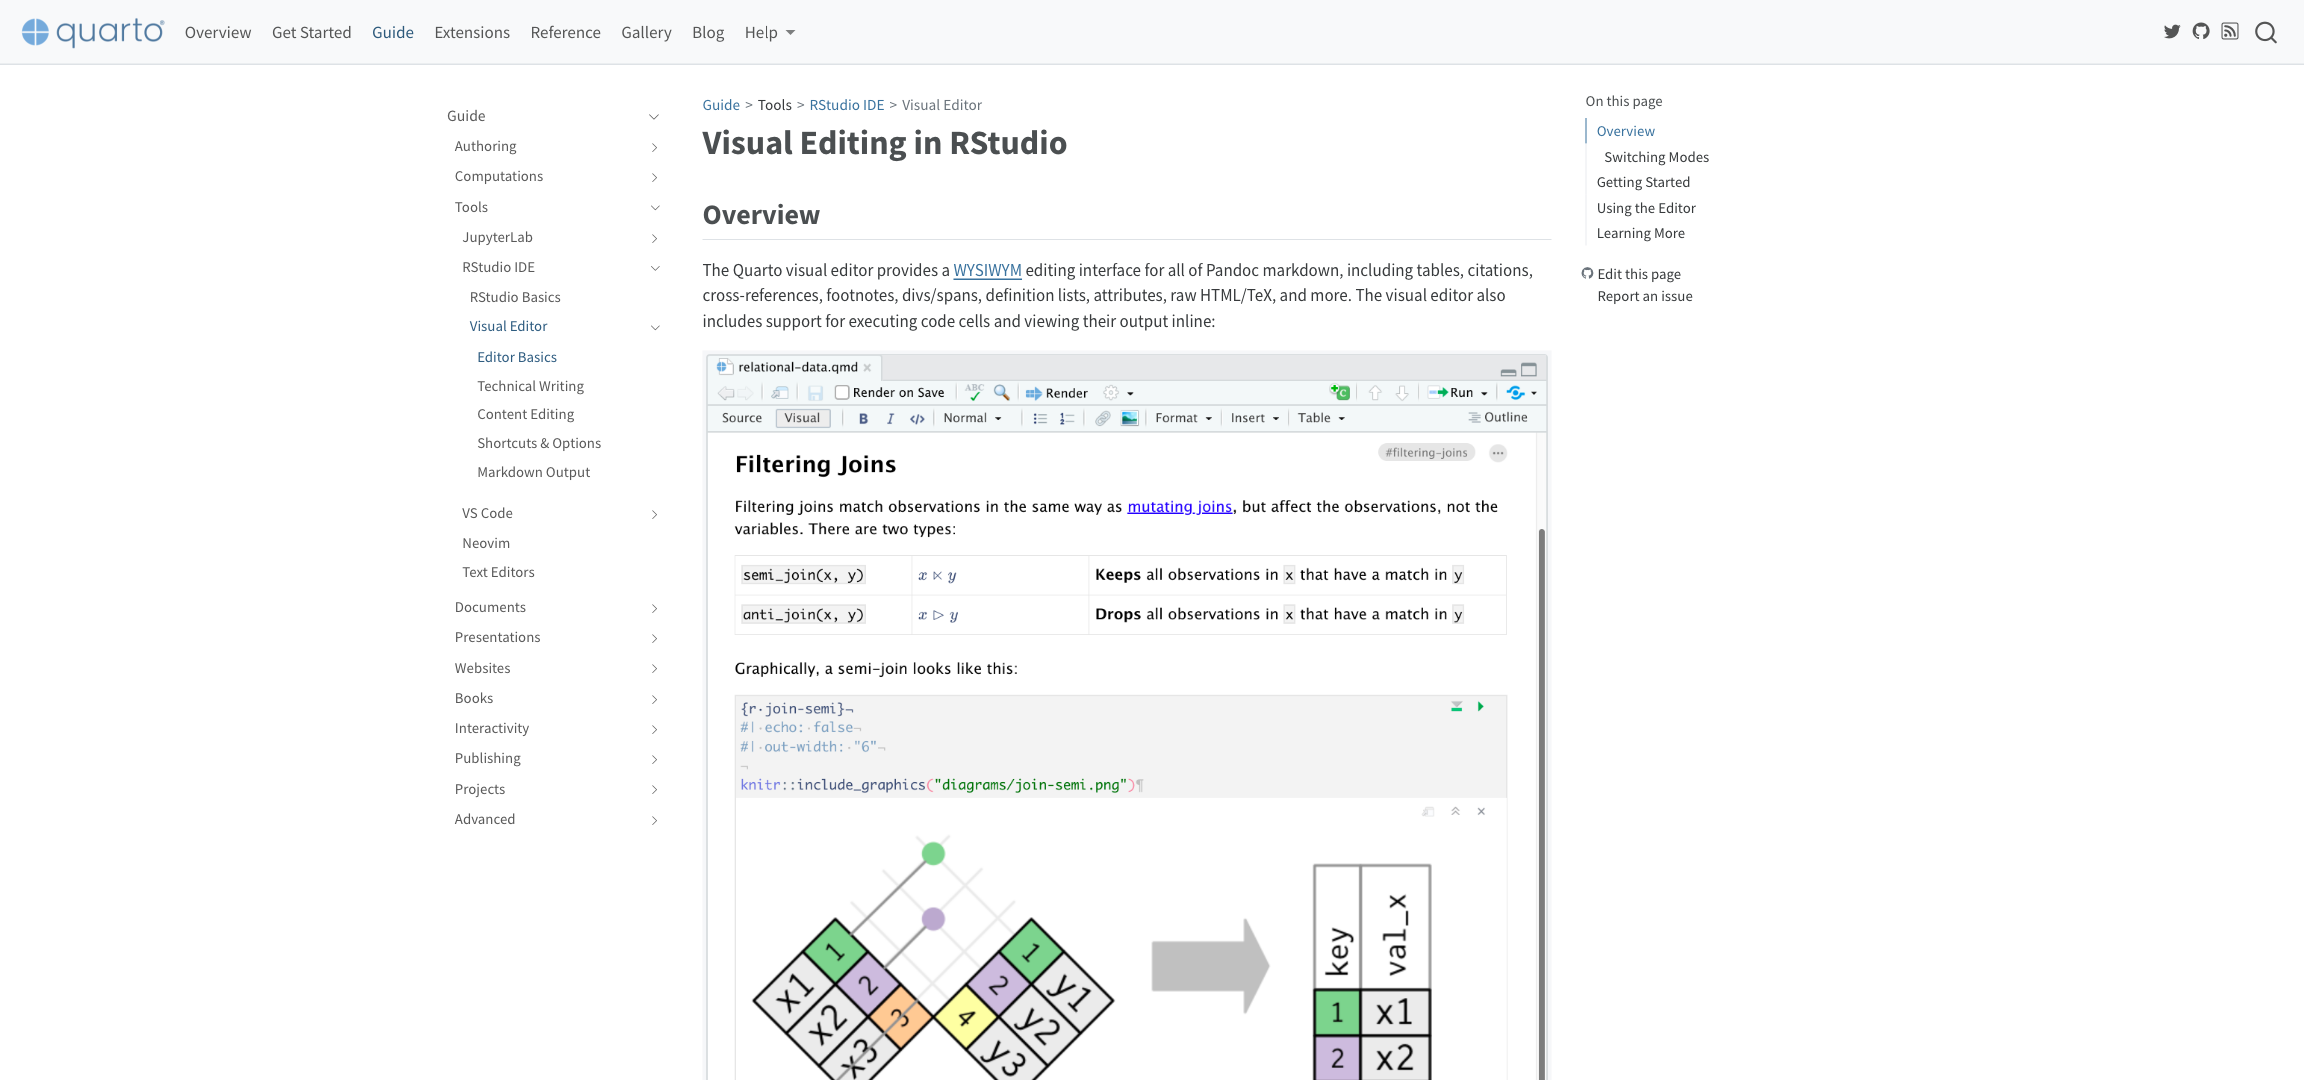 quarto
Overview Get Started Guide Extensions Reference Gallery Blog Help
Guide
Authoring
Computations
Tools
JupyterLab
RStudio IDE
RStudio Basics
Visual Editor
Editor Basics
Technical Writing
Content Editing
Shortcuts & Options
Markdown Output
VS Code
Neovim
Text Editors
Documents
Presentations
Websites
Books
Interactivity
Publishing
Projects
Advanced
Guide > Tools > RStudio IDE > Visual Editor
Visual Editing in RStudio
Overview
The Quarto visual editor provides a WYSIWYM editing interface for all of Pandoc markdown, including tables, citations,
cross-references, footnotes, divs/spans, definition lists, attributes, raw HTML/TeX, and more. The visual editor also
includes support for executing code cells and viewing their output inline:
relational-data.qmd
Render on Save ABC Render Run
Source Visual B I </> Normal Format Insert Table Outline
Filtering Joins
#filtering-joins
Filtering joins match observations in the same way as mutating joins, but affect the observations, not the
variables. There are two types:
semi_join(x, y) x ⋉ y Keeps all observations in x that have a match in y
anti_join(x, y) x ▷ y Drops all observations in x that have a match in y
Graphically, a semi-join looks like this:
{r·join-semi}¬
#|·echo:·false¬
#|·out-width:·"6"¬
¬
knitr::include_graphics("diagrams/join-semi.png")¶
1
2
3
x1
x2
x3
1
2
4
y1
y2
y3
key val_x
1 x1
2 x2
On this page
Overview
Switching Modes
Getting Started
Using the Editor
Learning More
Edit this page
Report an issue